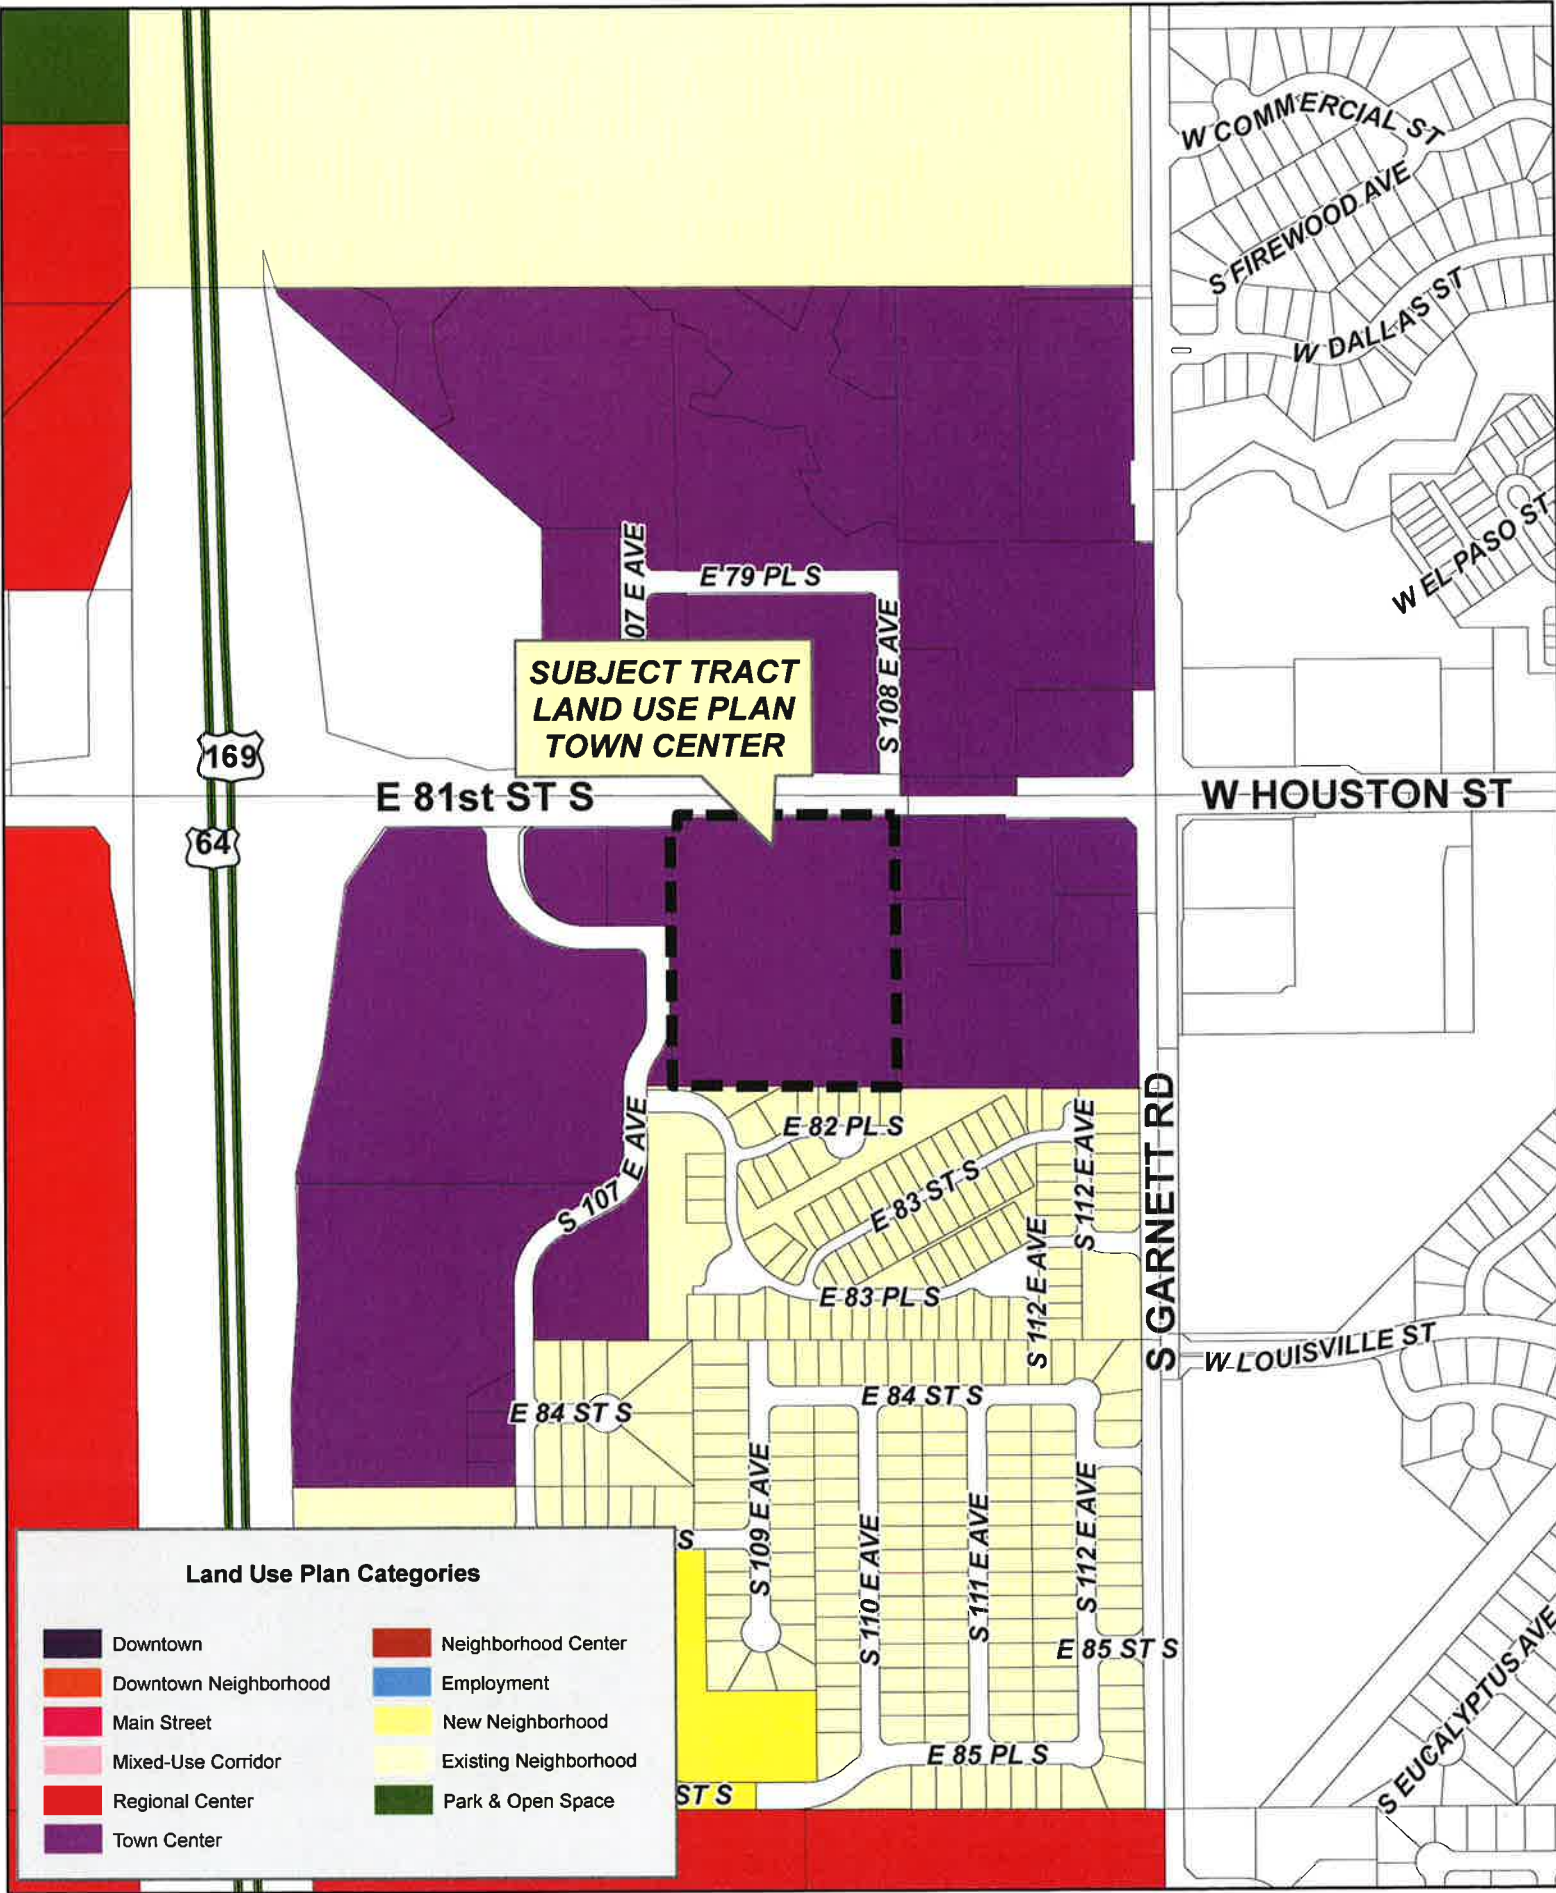 W COMMERCIAL ST
S FIREWOOD AVE
W DALLAS ST
W EL PASO ST
07 E AVE
E 79 PL S
S 108 E AVE
SUBJECT TRACT
LAND USE PLAN
TOWN CENTER
169
E 81st ST S
W HOUSTON ST
64
S 107 E AVE
E 82 PL S
E 83 ST S
S 112 E AVE
S GARNETT RD
S 112 E AVE
E 83 PL S
W LOUISVILLE ST
E 84 ST S
E 84 ST S
S 109 E AVE
S 110 E AVE
S 111 E AVE
S 112 E AVE
S
E 85 ST S
E 85 PL S
ST S
S EUCALYPTUS AVE
Land Use Plan Categories
Downtown
Downtown Neighborhood
Main Street
Mixed-Use Corridor
Regional Center
Town Center
Neighborhood Center
Employment
New Neighborhood
Existing Neighborhood
Park & Open Space